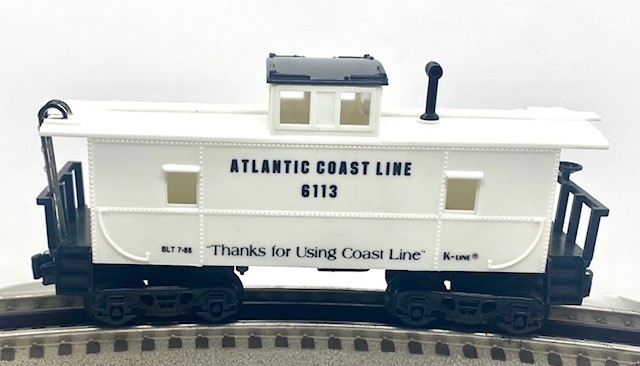 ATLANTIC COAST LINE
6113
BLT 7-86 "Thanks for Using Coast Line" K-LINE®